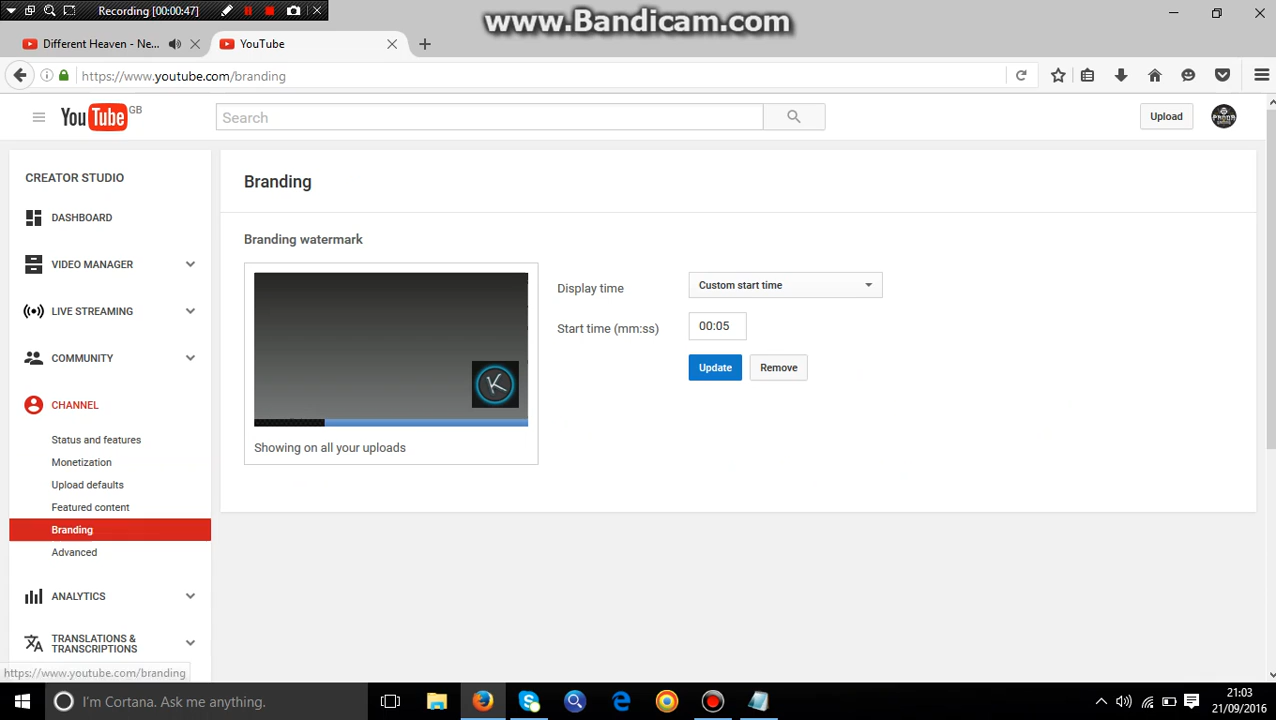 Recording [00:00:47]
www.Bandicam.com
Different Heaven - Ne...
YouTube
https://www.youtube.com/branding
YouTube GB
Search
Upload
CREATOR STUDIO
DASHBOARD
VIDEO MANAGER
LIVE STREAMING
COMMUNITY
CHANNEL
Status and features
Monetization
Upload defaults
Featured content
Branding
Advanced
ANALYTICS
TRANSLATIONS &
TRANSCRIPTIONS
Branding
Branding watermark
K
Showing on all your uploads
Display time
Custom start time
Start time (mm:ss)
00:05
Update
Remove
https://www.youtube.com/branding
I'm Cortana. Ask me anything.
21:03
21/09/2016